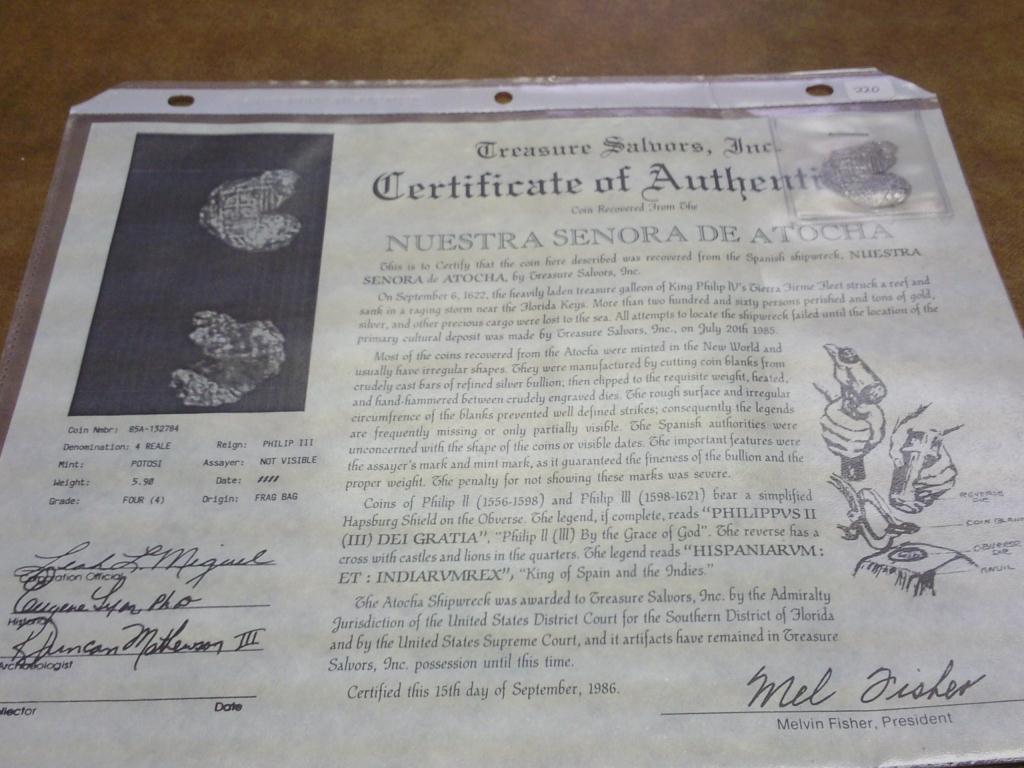 220
Treasure Salvors, Inc.
Certificate of Authenti
Coin Recovered From The
NUESTRA SENORA DE ATOCHA
This is to Certify that the coin here described was recovered from the Spanish shipwreck, NUESTRA
SENORA de ATOCHA, by Treasure Salvors, Inc.
On September 6, 1622, the heavily laden treasure galleon of King Philip IV's Tierra Firme Fleet struck a reef and
sank in a raging storm near the Florida Keys. More than two hundred and sixty persons perished and tons of gold,
silver, and other precious cargo were lost to the sea. All attempts to locate the shipwreck failed until the location of the
primary cultural deposit was made by Treasure Salvors, Inc., on July 20th 1985.
Most of the coins recovered from the Atocha were minted in the New World and
usually have irregular shapes. They were manufactured by cutting coin blanks from
crudely cast bars of refined silver bullion; then clipped to the requisite weight, heated,
and hand-hammered between crudely engraved dies. The rough surface and irregular
circumfrence of the blanks prevented well defined strikes; consequently the legends
are frequently missing or only partially visible. The Spanish authorities were
unconcerned with the shape of the coins or visible dates. The important features were
the assayer's mark and mint mark, as it guaranteed the fineness of the bullion and the
proper weight. The penalty for not showing these marks was severe.
Coins of Philip II (1556-1598) and Philip III (1598-1621) bear a simplified
Hapsburg Shield on the Obverse. The legend, if complete, reads "PHILIPPVS II
(III) DEI GRATIA", "Philip II (III) By the Grace of God". The reverse has a
cross with castles and lions in the quarters. The legend reads "HISPANIARVM :
ET : INDIARVMREX", "King of Spain and the Indies."
The Atocha Shipwreck was awarded to Treasure Salvors, Inc. by the Admiralty
Jurisdiction of the United States District Court for the Southern District of Florida
and by the United States Supreme Court, and it artifacts have remained in Treasure
Salvors, Inc. possession until this time.
Certified this 15th day of September, 1986.
Coin Nmbr: 85A-132784
Denomination: 4 REALE Reign: PHILIP III
Mint: POTOSI Assayer: NOT VISIBLE
Weight: 5.90 Date: ////
Grade: FOUR (4) Origin: FRAG BAG
REVERSE
DIE
COIN BLANK
OBVERSE
DIE
ANVIL
Leah L. Miguel
ration Official
Eugene Lyon PhD
R Duncan Mathewson III
Archaeologist
llector Date
Mel Fisher
Melvin Fisher, President